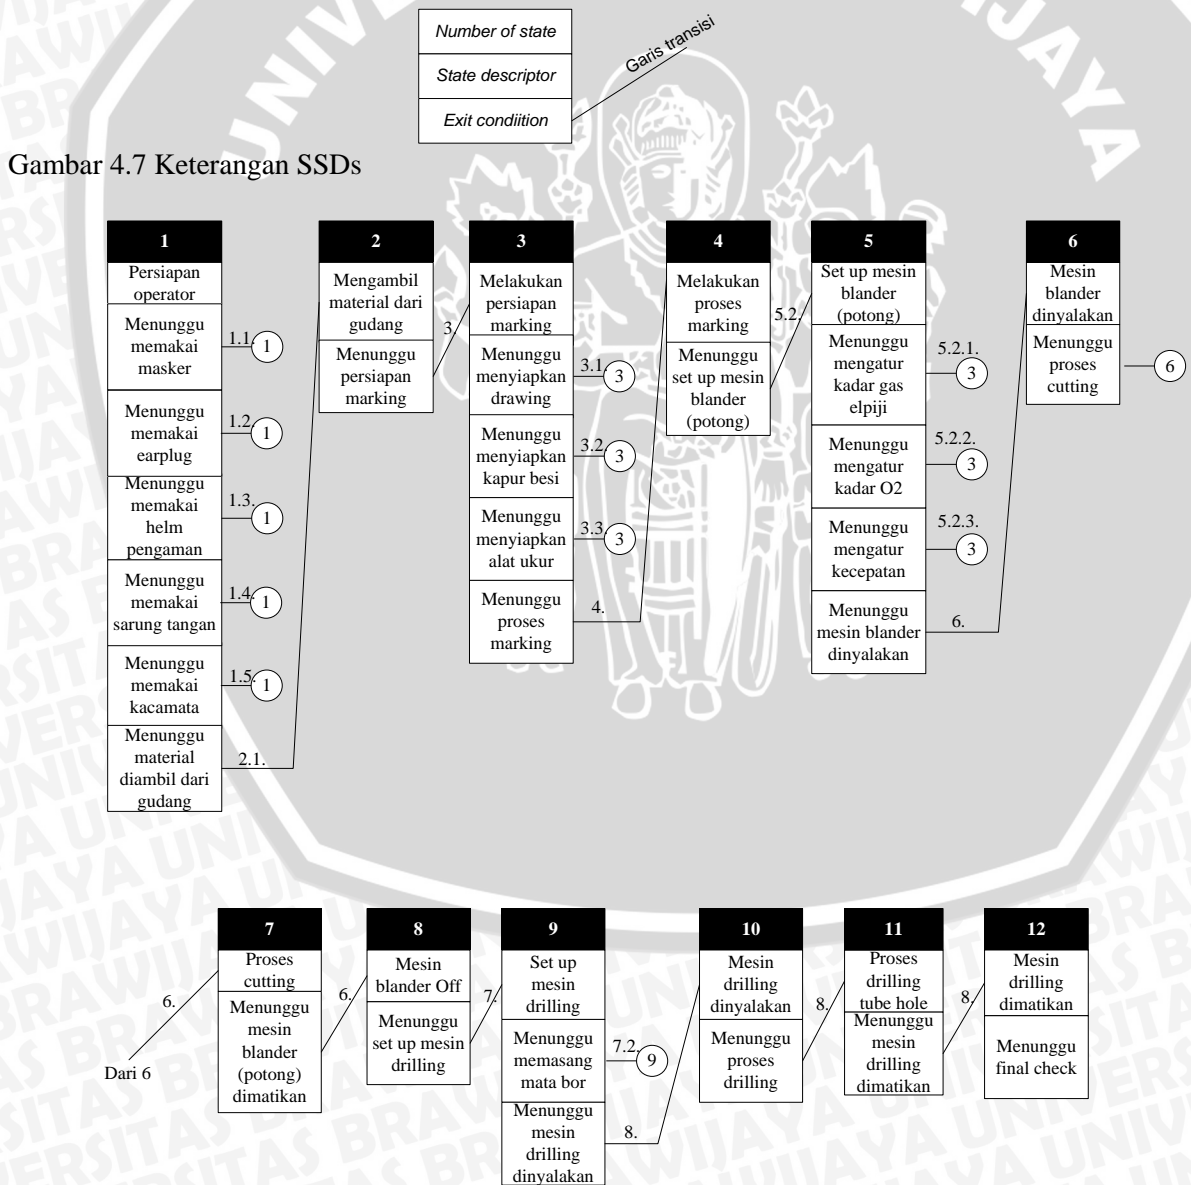 Number of state
State descriptor
Exit condiition
Garis transisi
Gambar 4.7 Keterangan SSDs
1
Persiapan
operator
Menunggu
memakai
masker
1.1.
1
Menunggu
memakai
earplug
1.2.
1
Menunggu
memakai
helm
pengaman
1.3.
1
Menunggu
memakai
sarung tangan
1.4.
1
Menunggu
memakai
kacamata
1.5.
1
Menunggu
material
diambil dari
gudang
2.1.
2
Mengambil
material dari
gudang
Menunggu
persiapan
marking
3.
3
Melakukan
persiapan
marking
Menunggu
menyiapkan
drawing
3.1.
3
Menunggu
menyiapkan
kapur besi
3.2.
3
Menunggu
menyiapkan
alat ukur
3.3.
3
Menunggu
proses
marking
4.
4
Melakukan
proses
marking
Menunggu
set up mesin
blander
(potong)
5.2.
5
Set up mesin
blander
(potong)
Menunggu
mengatur
kadar gas
elpiji
5.2.1.
3
Menunggu
mengatur
kadar O2
5.2.2.
3
Menunggu
mengatur
kecepatan
5.2.3.
3
Menunggu
mesin blander
dinyalakan
6.
6
Mesin
blander
dinyalakan
Menunggu
proses
cutting
6
Dari 6
6.
7
Proses
cutting
Menunggu
mesin
blander
(potong)
dimatikan
6.
8
Mesin
blander Off
Menunggu
set up mesin
drilling
7.
9
Set up
mesin
drilling
Menunggu
memasang
mata bor
7.2.
9
Menunggu
mesin
drilling
dinyalakan
8.
10
Mesin
drilling
dinyalakan
Menunggu
proses
drilling
8.
11
Proses
drilling
tube hole
Menunggu
mesin
drilling
dimatikan
8.
12
Mesin
drilling
dimatikan
Menunggu
final check